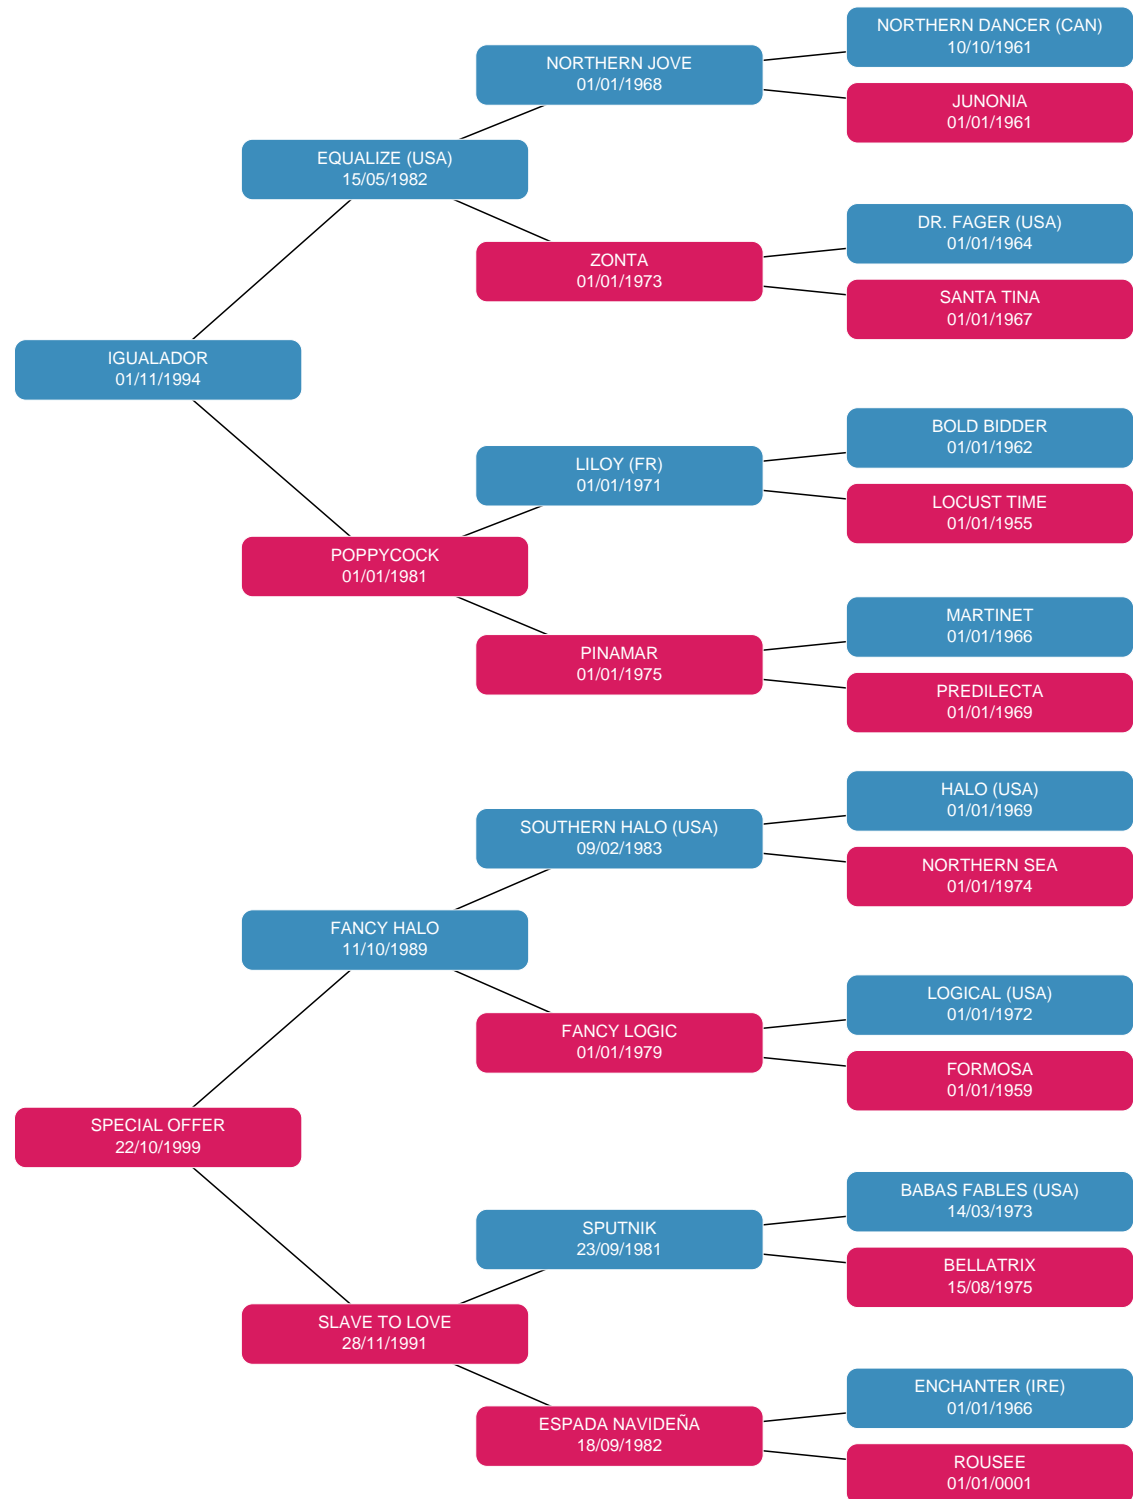 NORTHERN DANCER (CAN)
10/10/1961
NORTHERN JOVE
01/01/1968
JUNONIA
01/01/1961
EQUALIZE (USA)
15/05/1982
DR. FAGER (USA)
01/01/1964
ZONTA
01/01/1973
SANTA TINA
01/01/1967
IGUALADOR
01/11/1994
BOLD BIDDER
01/01/1962
LILOY (FR)
01/01/1971
LOCUST TIME
01/01/1955
POPPYCOCK
01/01/1981
MARTINET
01/01/1966
PINAMAR
01/01/1975
PREDILECTA
01/01/1969
HALO (USA)
01/01/1969
SOUTHERN HALO (USA)
09/02/1983
NORTHERN SEA
01/01/1974
FANCY HALO
11/10/1989
LOGICAL (USA)
01/01/1972
FANCY LOGIC
01/01/1979
FORMOSA
01/01/1959
SPECIAL OFFER
22/10/1999
BABAS FABLES (USA)
14/03/1973
SPUTNIK
23/09/1981
BELLATRIX
15/08/1975
SLAVE TO LOVE
28/11/1991
ENCHANTER (IRE)
01/01/1966
ESPADA NAVIDEÑA
18/09/1982
ROUSEE
01/01/0001